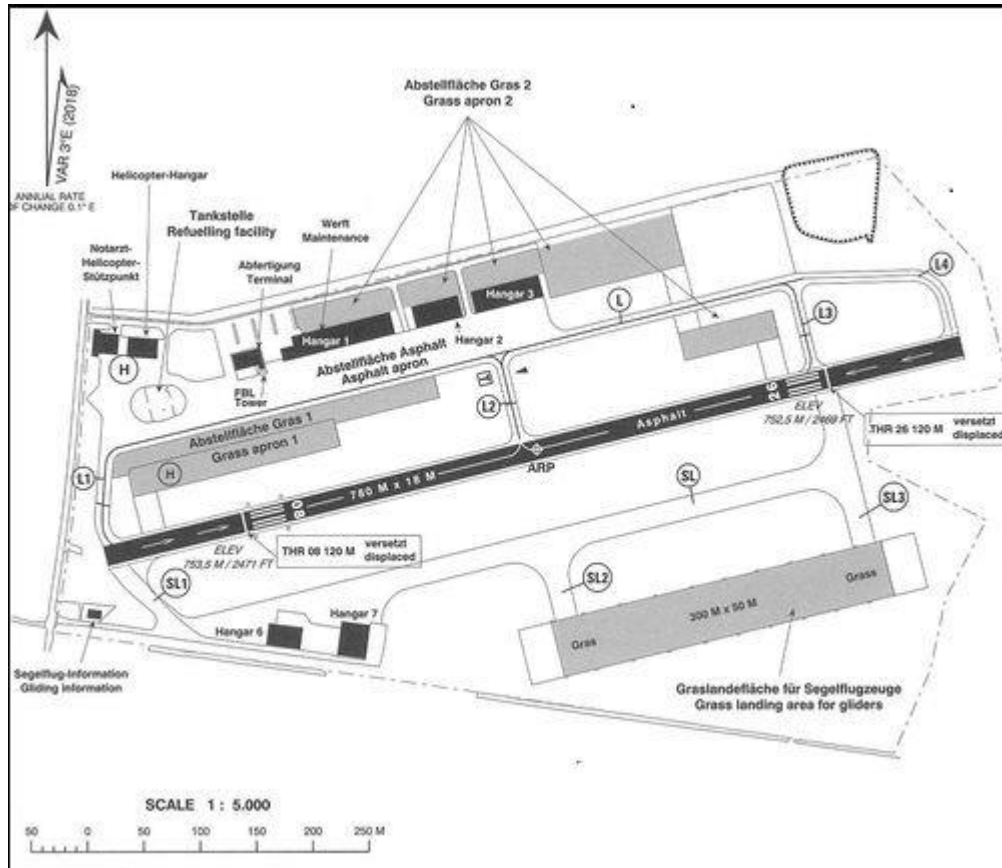 VAR 3°E (2018)
ANNUAL RATE
OF CHANGE 0.1° E
Abstellfläche Gras 2
Grass apron 2
Helicopter-Hangar
Tankstelle
Refuelling facility
Notarzt-
Helicopter-
Stützpunkt
Abfertigung
Terminal
Werft
Maintenance
Hangar 1
Hangar 2
Hangar 3
Abstellfläche Asphalt
Asphalt apron
FBL
Tower
H
L
L4
L3
L2
L1
Abstellfläche Gras 1
Grass apron 1
H
26
Asphalt
ELEV
752,5 M / 2469 FT
THR 26 120 M versetzt
displaced
ARP
780 M x 18 M
08
ELEV
753,5 M / 2471 FT
THR 08 120 M versetzt
displaced
SL
SL3
SL2
SL1
Hangar 6
Hangar 7
Grass
300 M x 50 M
Gras
Segelflug-Information
Gliding Information
Graslandefläche für Segelflugzeuge
Grass landing area for gliders
SCALE 1 : 5.000
50 0 50 100 150 200 250 M